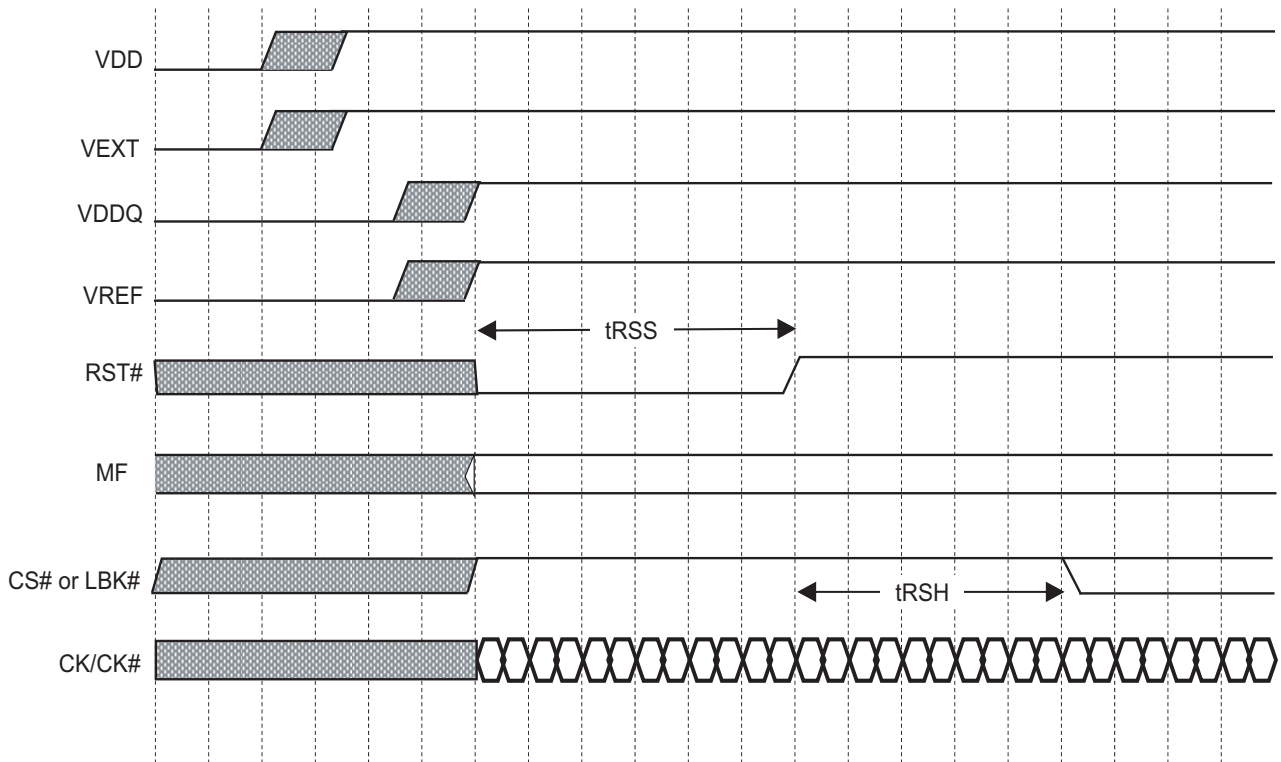 VDD
VEXT
VDDQ
VREF
tRSS
RST#
MF
CS# or LBK#
tRSH
CK/CK#